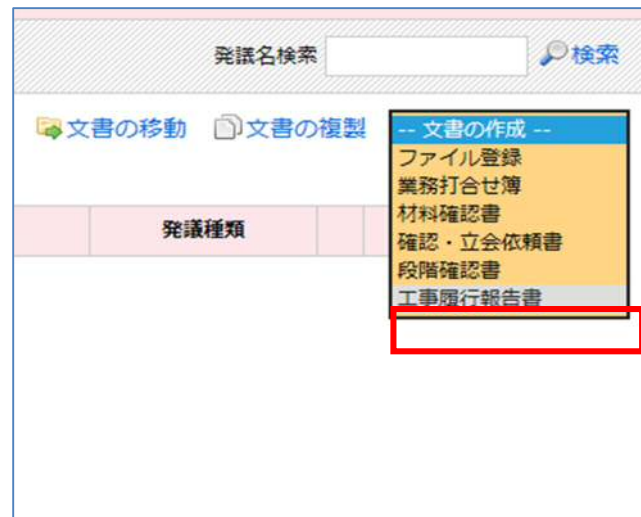 発議名検索 検索
文書の移動 文書の複製 -- 文書の作成 --
ファイル登録
業務打合せ簿
材料確認書
確認・立会依頼書
段階確認書
工事履行報告書
発議種類